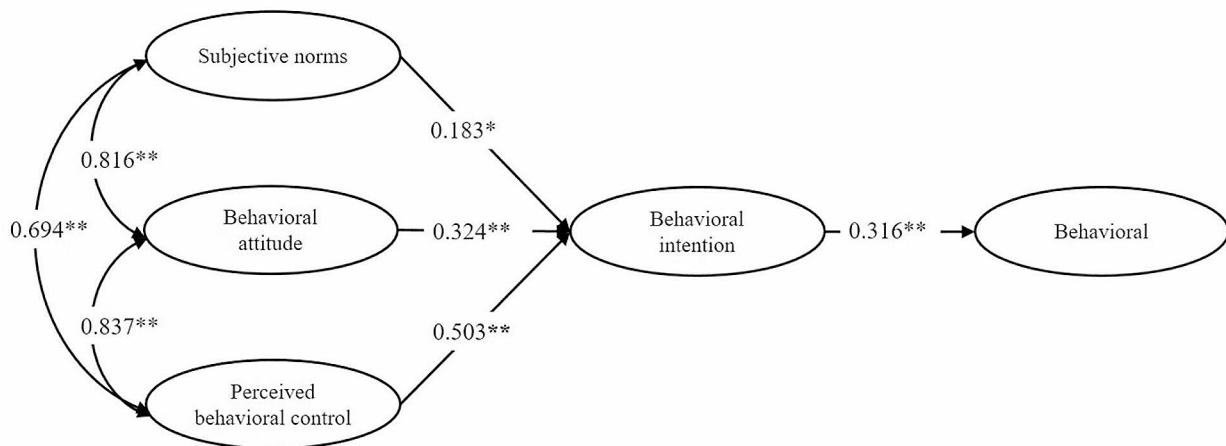 Subjective norms
0.183*
0.816**
Behavioral
attitude
0.694**
0.324**
Behavioral
intention
0.316**
Behavioral
0.837**
0.503**
Perceived
behavioral control